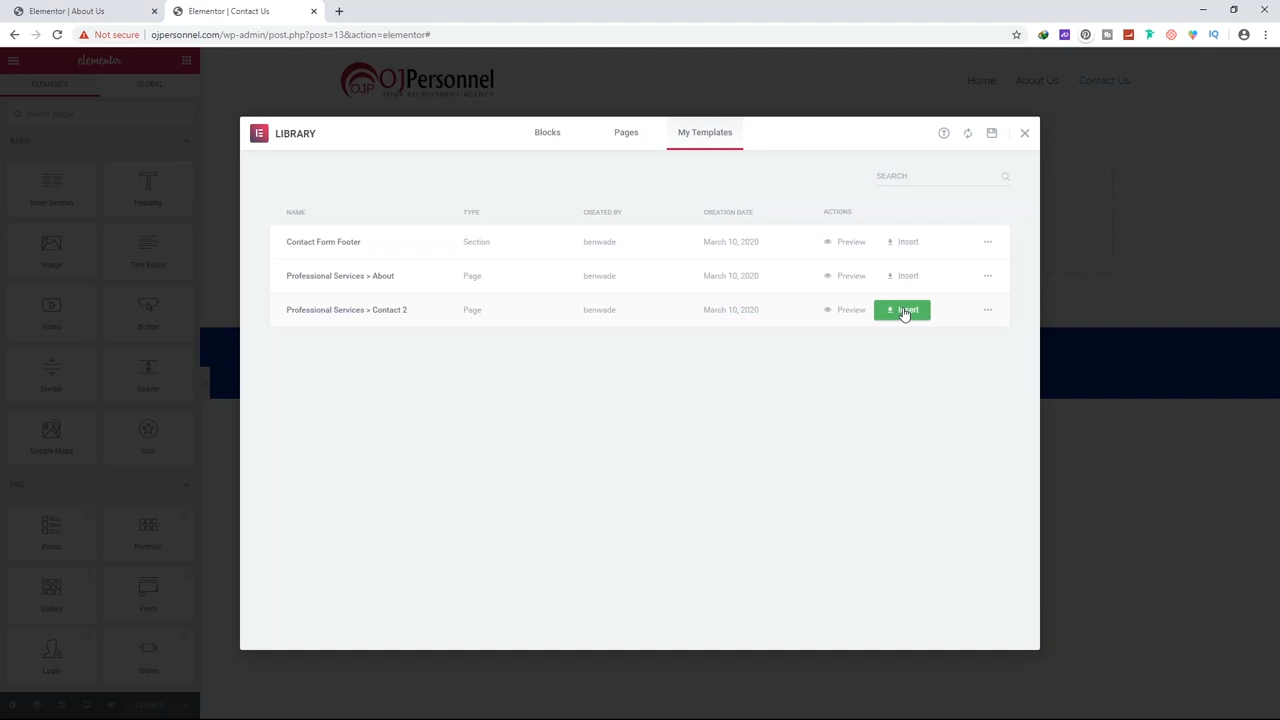 Elementor | About Us
Elementor | Contact Us
Not secure
ojpersonnel.com/wp-admin/post.php?post=13&action=elementor#
elementor
ELEMENTS
GLOBAL
Search Widget...
BASIC
Inner Section
Heading
Image
Text Editor
Video
Button
Divider
Spacer
Google Maps
Icon
PRO
Posts
Portfolio
Gallery
Form
Login
Slides
UPDATE
OJP OJPersonnel
YOUR RECRUITMENT AGENCY
Home About Us Contact Us
LIBRARY
Blocks Pages My Templates
SEARCH
NAME TYPE CREATED BY CREATION DATE ACTIONS
Contact Form Footer Section benwade March 10, 2020 Preview Insert
Professional Services > About Page benwade March 10, 2020 Preview Insert
Professional Services > Contact 2 Page benwade March 10, 2020 Preview Insert